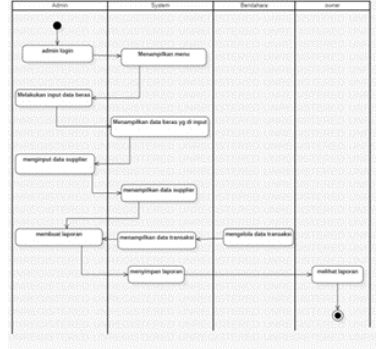 Admin
System
Bendahara
owner
admin login
Menampilkan menu
Melakukan input data beras
Menampilkan data beras yg di input
menginput data supplier
menampilkan data supplier
membuat laporan
menampilkan data transaksi
mengelola data transaksi
menyimpan laporan
melihat laporan